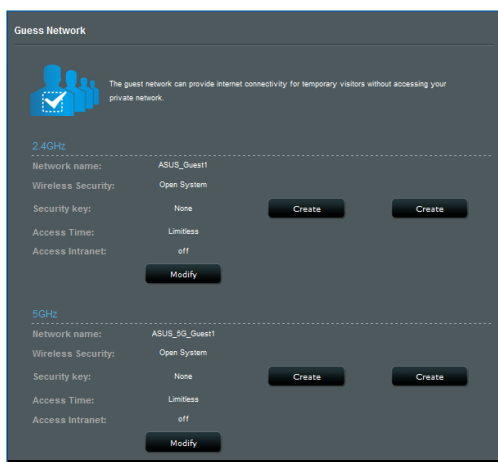 Guess Network
The guest network can provide internet connectivity for temporary visitors without accessing your
private network.
2.4GHz
Network name: ASUS_Guest1
Wireless Security: Open System
Security key: None Create Create
Access Time: Limitless
Access Intranet: off
Modify
5GHz
Network name: ASUS_5G_Guest1
Wireless Security: Open System
Security key: None Create Create
Access Time: Limitless
Access Intranet: off
Modify